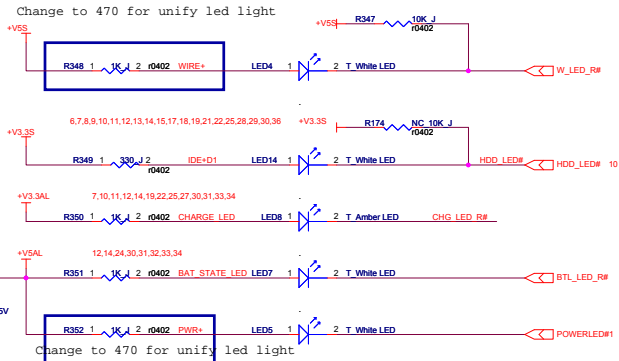 Change to 470 for unify led light
+V5S
+V5S R347 10K_J
r0402
R348 1 1K_J 2 r0402 WIRE+ LED4 1 2 T_White LED W_LED_R#
6,7,8,9,10,11,12,13,14,15,17,18,19,21,22,25,28,29,30,36
+V3.3S R174 NC_10K_J
r0402
+V3.3S
R349 1 330_J 2 IDE+D1 LED14 1 2 T_White LED HDD_LED# HDD_LED# 10
r0402
+V3.3AL 7,10,11,12,14,19,22,25,27,30,31,33,34
R350 1 1K_J 2 r0402 CHARGE_LED LED8 1 2 T_Amber LED CHG_LED_R#
+V5AL 12,14,24,30,31,32,33,34
R351 1 1K_J 2 r0402 BAT_STATE_LED LED7 1 2 T_White LED BTL_LED_R#
5V
R352 1 1K_J 2 r0402 PWR+ LED5 1 2 T_White LED POWERLED#1
Change to 470 for unify led light